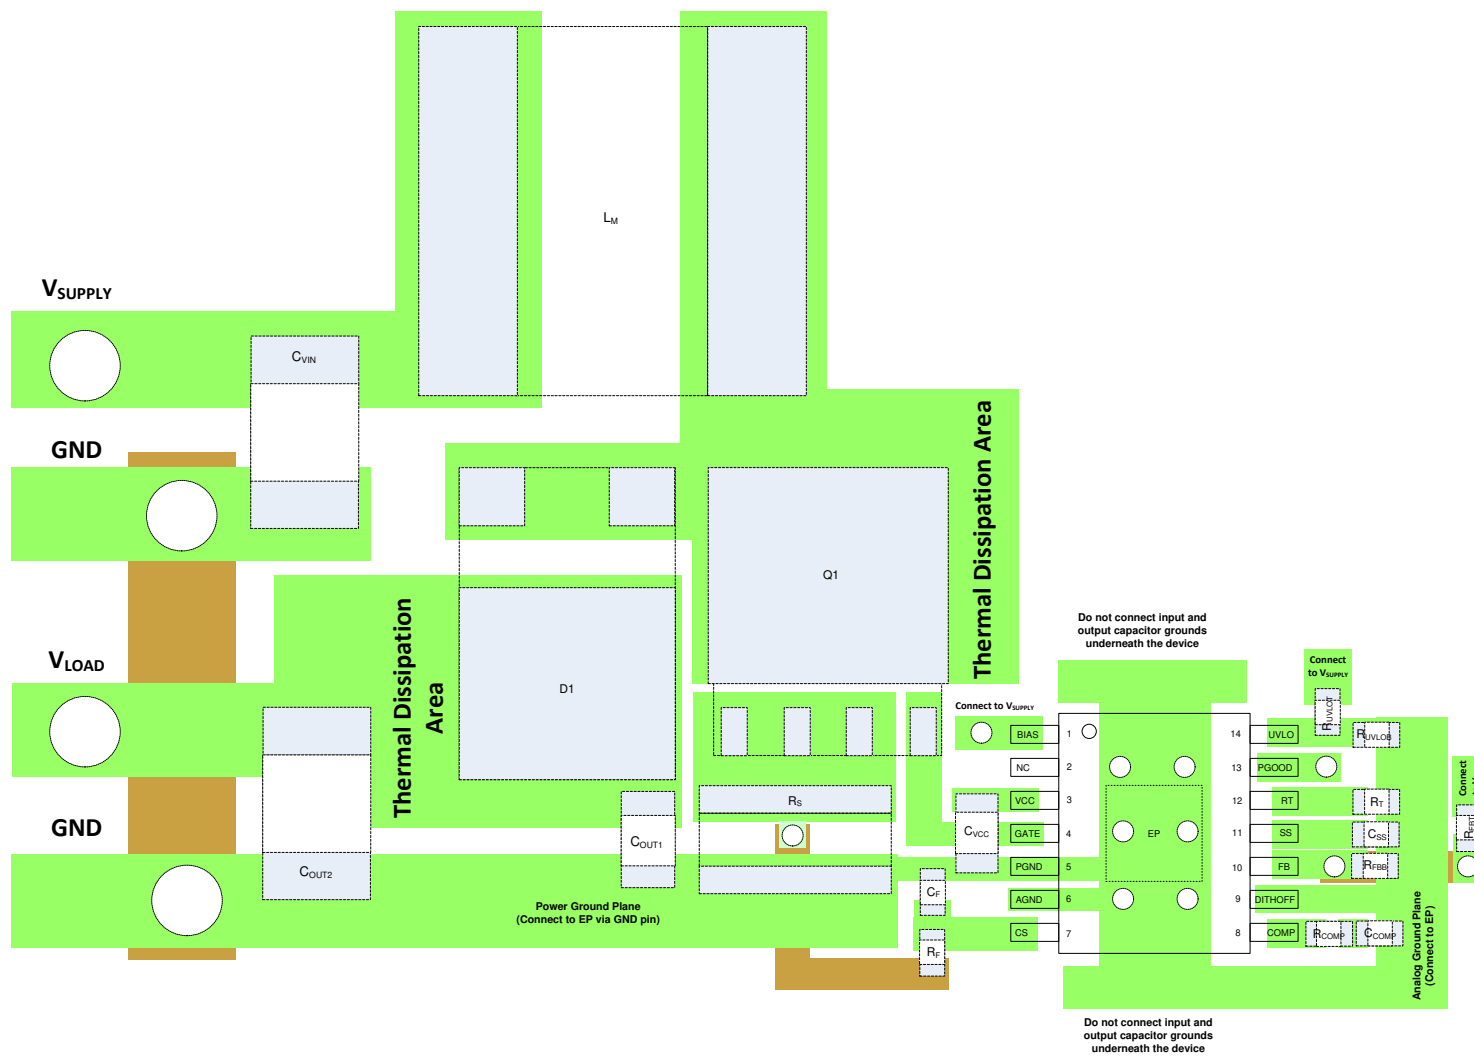 LM
VSUPPLY
CVIN
GND
Thermal Dissipation Area
Q1
Thermal Dissipation
Area
D1
VLOAD
GND
COUT2
COUT1
RS
Power Ground Plane
(Connect to EP via GND pin)
Do not connect input and
output capacitor grounds
underneath the device
Connect to VSUPPLY
BIAS
1
NC
2
VCC
3
GATE
4
PGND
5
AGND
6
CS
7
CVCC
CF
RF
EP
14
UVLO
13
PGOOD
12
RT
11
SS
10
FB
9
DITHOFF
8
COMP
Connect
to VSUPPLY
RUVLOT
RUVLOB
RT
CSS
RFBB
RCOMP
CCOMP
Connect
RFBT
Analog Ground Plane
(Connect to EP)
Do not connect input and
output capacitor grounds
underneath the device